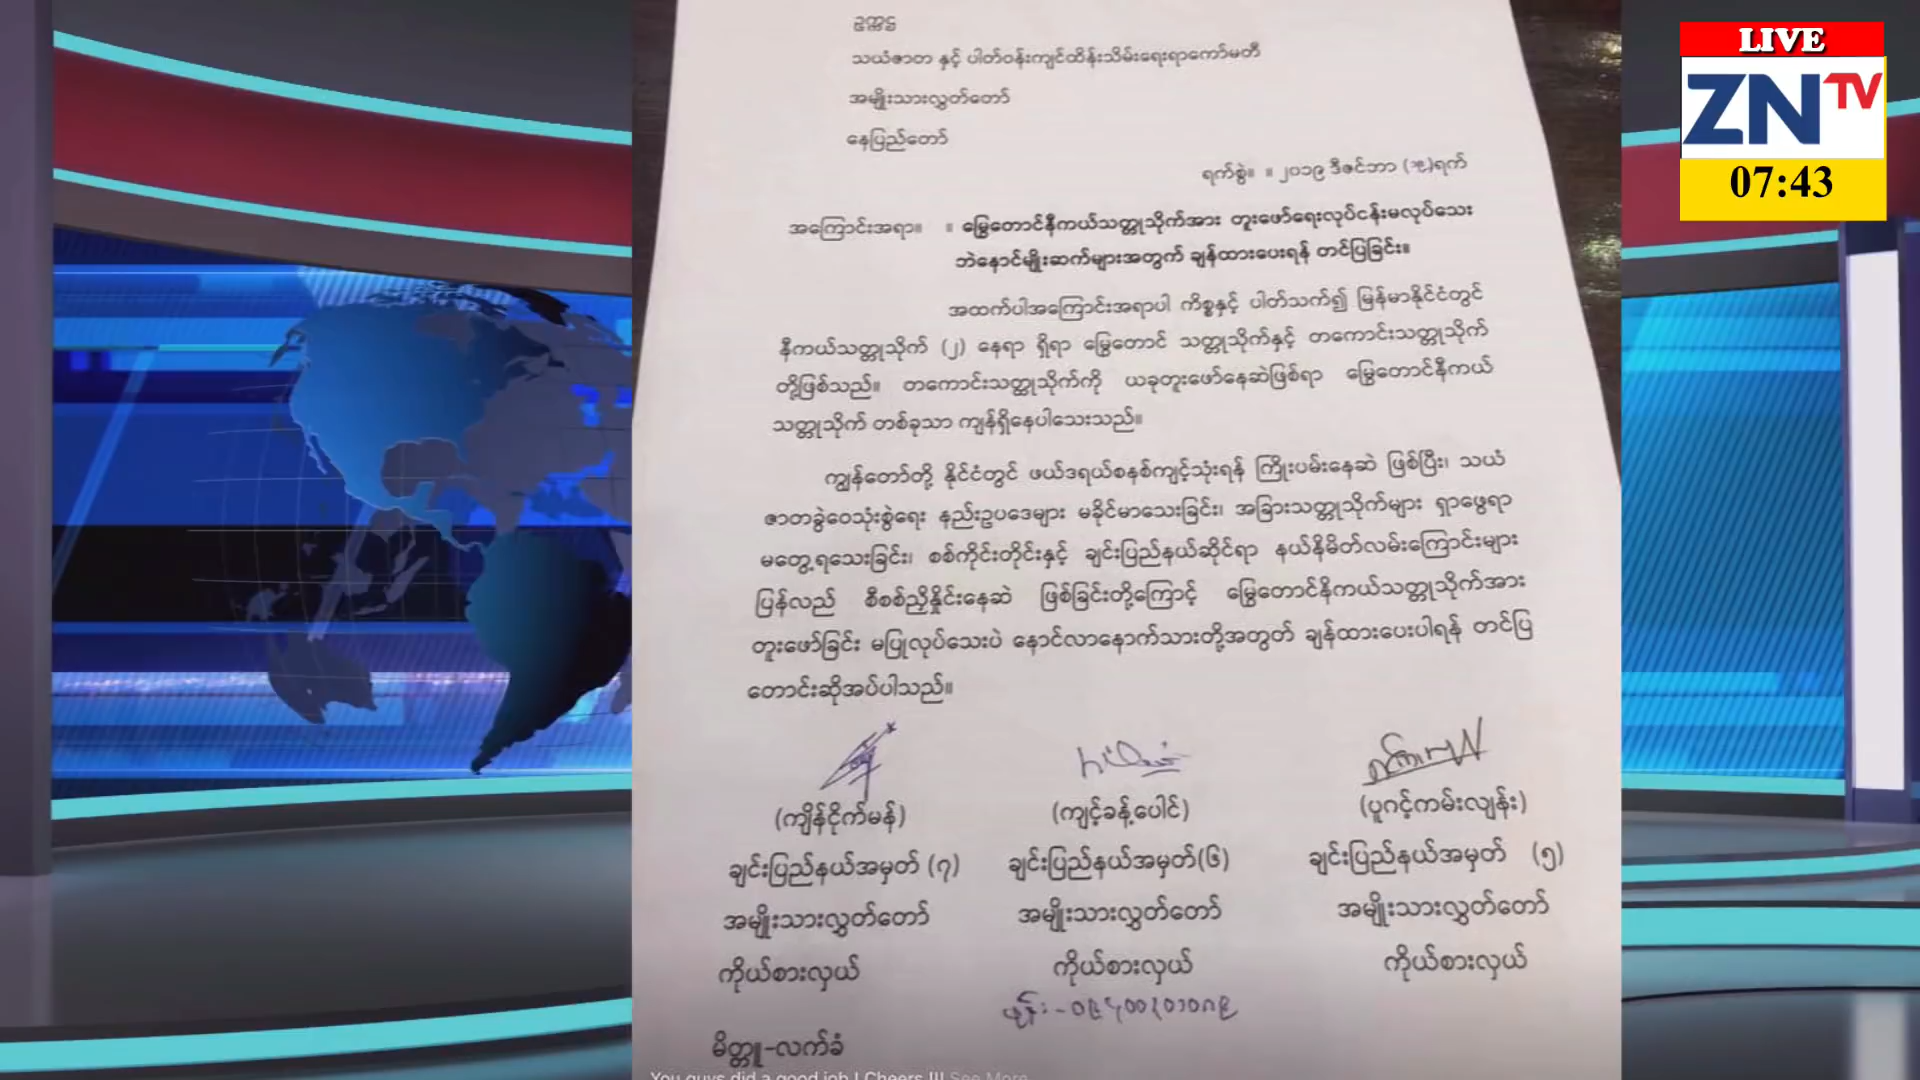 ဥက္ကဋ္ဌ
သယံဇာတ နှင့် ပါတ်ဝန်းကျင်ထိန်းသိမ်းရေးရာကော်မတီ
အမျိုးသားလွှတ်တော်
နေပြည်တော်
ရက်စွဲ။ ။ ၂၀၁၉ ဒီဇင်ဘာ (၁၉)ရက်
အကြောင်းအရာ။ ။ မြွေတောင်နီကယ်သတ္တုသိုက်အား တူးဖော်ရေးလုပ်ငန်းမလုပ်သေး
ဘဲနောင်မျိုးဆက်များအတွက် ချန်ထားပေးရန် တင်ပြခြင်း။
အထက်ပါအကြောင်းအရာပါ ကိစ္စနှင့် ပါတ်သက်၍ မြန်မာနိုင်ငံတွင်
နီကယ်သတ္တုသိုက် (၂) နေရာ ရှိရာ မြွေတောင် သတ္တုသိုက်နှင့် တကောင်းသတ္တုသိုက်
တို့ဖြစ်သည်။ တကောင်းသတ္ထုသိုက်ကို ယခုတူးဖော်နေဆဲဖြစ်ရာ မြွေတောင်နီကယ်
သတ္တုသိုက် တစ်ခုသာ ကျန်ရှိနေပါသေးသည်။
ကျွန်တော်တို့ နိုင်ငံတွင် ဖယ်ဒရယ်စနစ်ကျင့်သုံးရန် ကြိုးပမ်းနေဆဲ ဖြစ်ပြီး၊ သယံ
ဇာတခွဲဝေသုံးစွဲရေး နည်းဥပဒေများ မခိုင်မာသေးခြင်း၊ အခြားသတ္တုသိုက်များ ရှာဖွေရာ
မတွေ့ရသေးခြင်း၊ စစ်ကိုင်းတိုင်းနှင့် ချင်းပြည်နယ်ဆိုင်ရာ နယ်နိမိတ်လမ်းကြောင်းများ
ပြန်လည် စီစစ်ညှိနှိုင်းနေဆဲ ဖြစ်ခြင်းတို့ကြောင့် မြွေတောင်နီကယ်သတ္တုသိုက်အား
တူးဖော်ခြင်း မပြုလုပ်သေးပဲ နောင်လာနောက်သားတို့အတွတ် ချန်ထားပေးပါရန် တင်ပြ
တောင်းဆိုအပ်ပါသည်။
(ကျိန်ငိုက်မန်) (ကျင့်ခန့်ပေါင်) (ပူဂင့်ကမ်းလျန်း)
ချင်းပြည်နယ်အမှတ် (၇) ချင်းပြည်နယ်အမှတ်(၆) ချင်းပြည်နယ်အမှတ် (၅)
အမျိုးသားလွှတ်တော် အမျိုးသားလွှတ်တော် အမျိုးသားလွှတ်တော်
ကိုယ်စားလှယ် ကိုယ်စားလှယ် ကိုယ်စားလှယ်
ဖုန်း-
မိတ္တူ-လက်ခံ
You guys did a good job ! Cheers !!! See More
LIVE
ZN TV
07:43